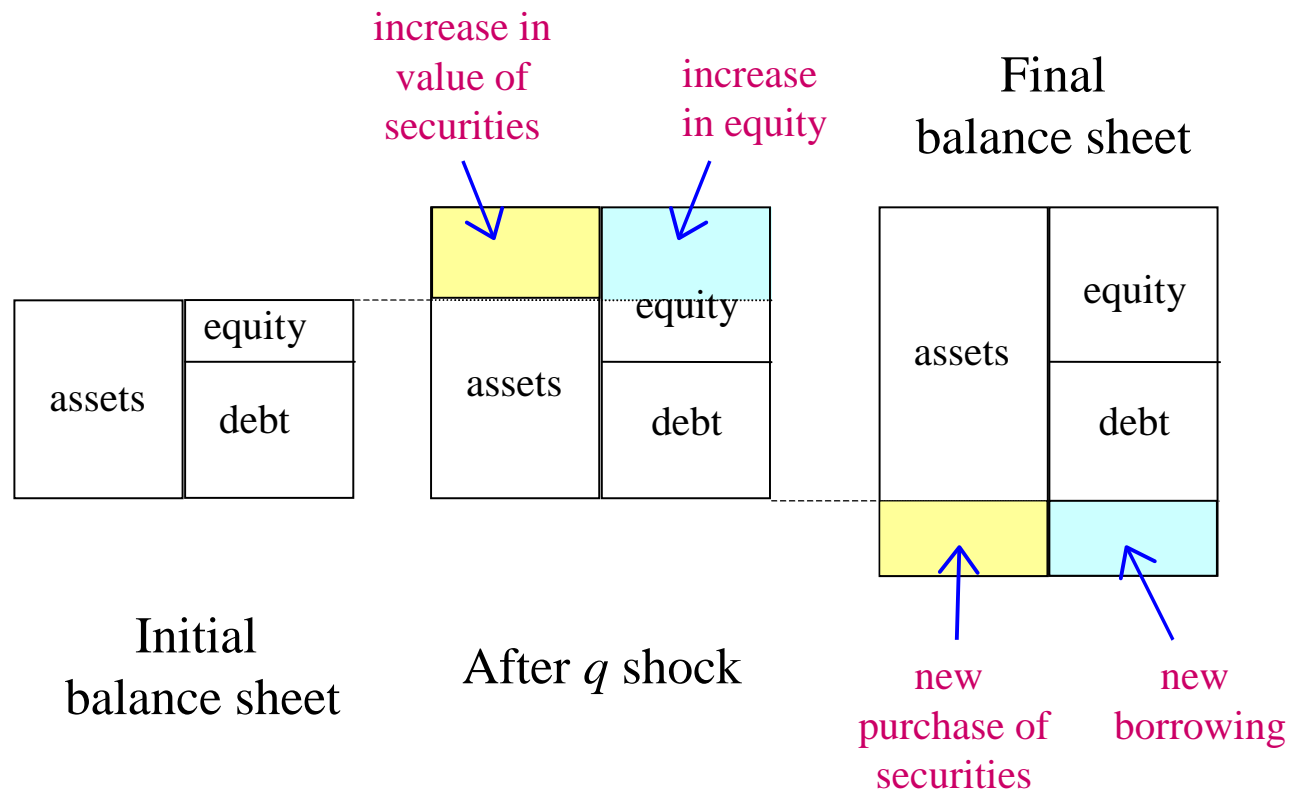 increase in
value of
securities
increase
in equity
Final
balance sheet
assets
equity
debt
assets
equity
debt
assets
equity
debt
Initial
balance sheet
After q shock
new
purchase of
securities
new
borrowing